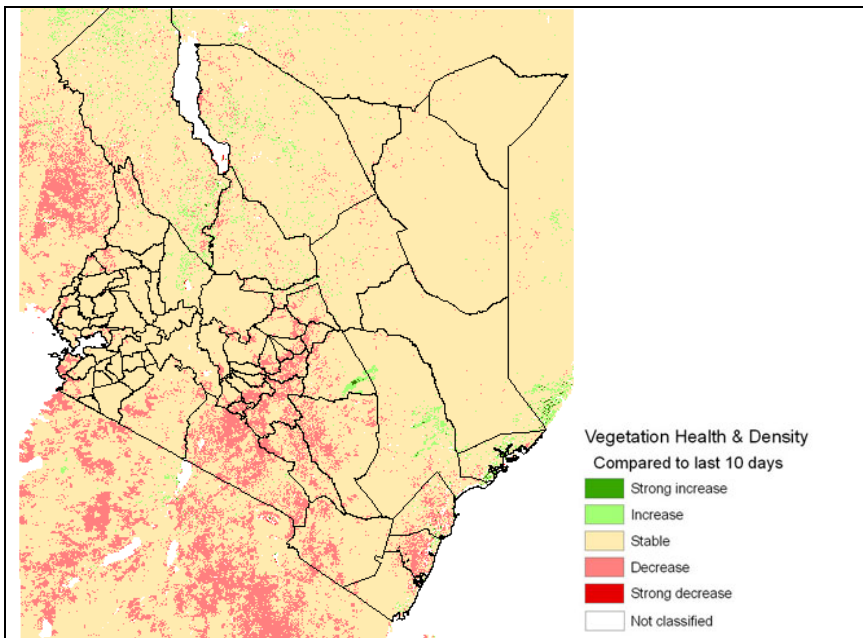 Vegetation Health & Density
Compared to last 10 days
Strong increase
Increase
Stable
Decrease
Strong decrease
Not classified